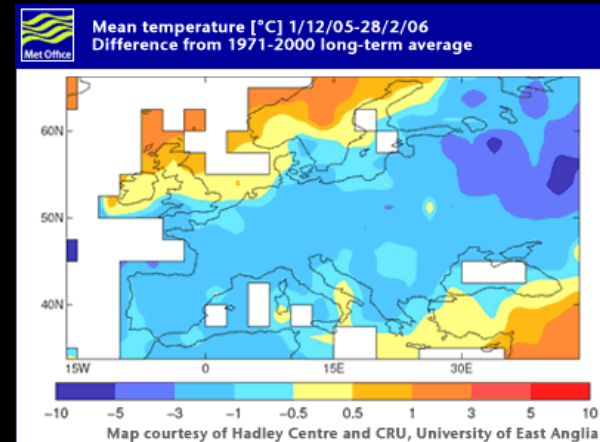 Met Office
Mean temperature [°C] 1/12/05-28/2/06
Difference from 1971-2000 long-term average
60N
50N
40N
15W 0 15E 30E
−10 −5 −3 −1 −0.5 0.5 1 3 5 10
Map courtesy of Hadley Centre and CRU, University of East Anglia